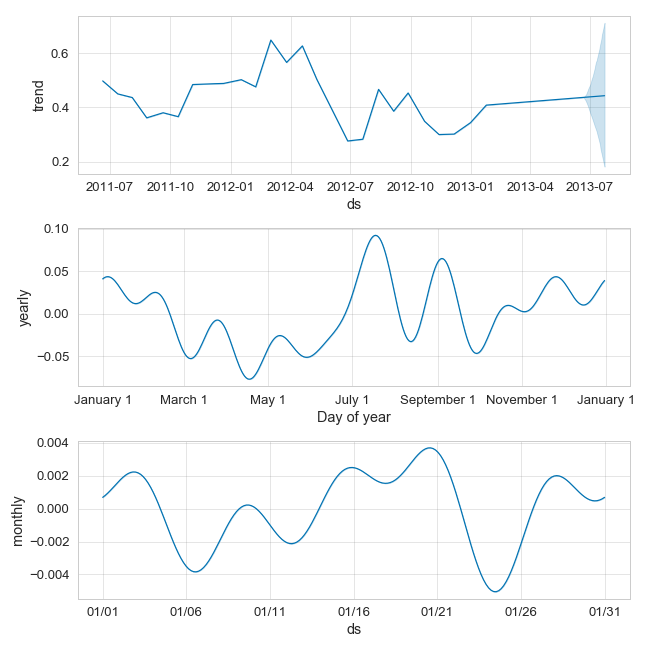 0.6
0.4
0.2
trend
2011-07 2011-10 2012-01 2012-04 2012-07 2012-10 2013-01 2013-04 2013-07
ds
0.10
0.05
0.00
−0.05
yearly
January 1 March 1 May 1 July 1 September 1 November 1 January 1
Day of year
0.004
0.002
0.000
−0.002
−0.004
monthly
01/01 01/06 01/11 01/16 01/21 01/26 01/31
ds